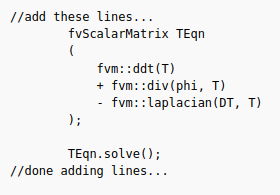 //add these lines...
        fvScalarMatrix TEqn
        (
            fvm::ddt(T)
            + fvm::div(phi, T)
            - fvm::laplacian(DT, T)
        );

        TEqn.solve();
//done adding lines...